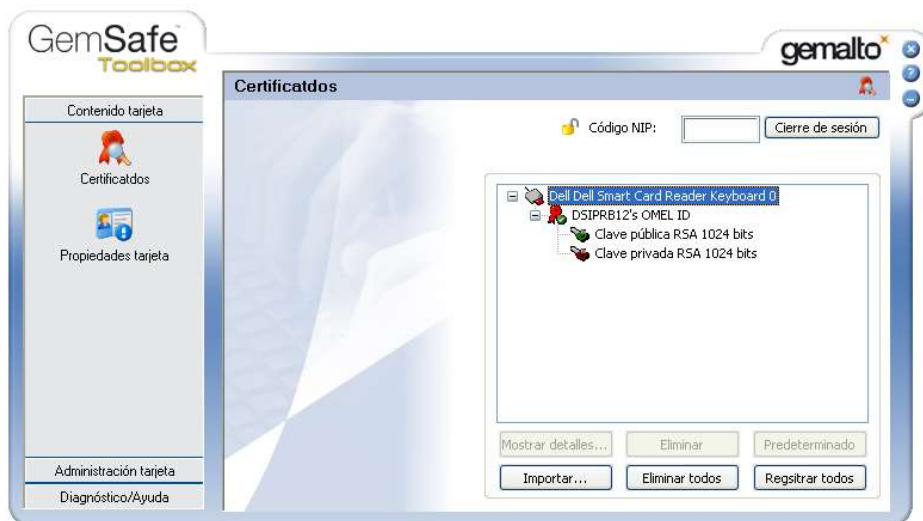 GemSafe
Toolbox
gemalto
Certificatdos
Contenido tarjeta
Certificatdos
Propiedades tarjeta
Administración tarjeta
Diagnóstico/Ayuda
Código NIP:
Cierre de sesión
Dell Dell Smart Card Reader Keyboard 0
DSIPRB12's OMEL ID
Clave pública RSA 1024 bits
Clave privada RSA 1024 bits
Mostrar detalles... Eliminar Predeterminado
Importar... Eliminar todos Regsitrar todos